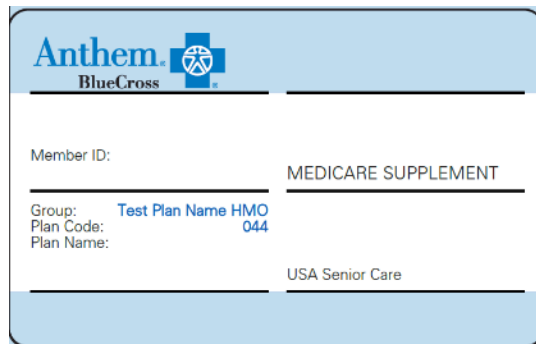 Anthem®
BlueCross ®
Member ID:
MEDICARE SUPPLEMENT
Group: Test Plan Name HMO
Plan Code: 044
Plan Name:
USA Senior Care